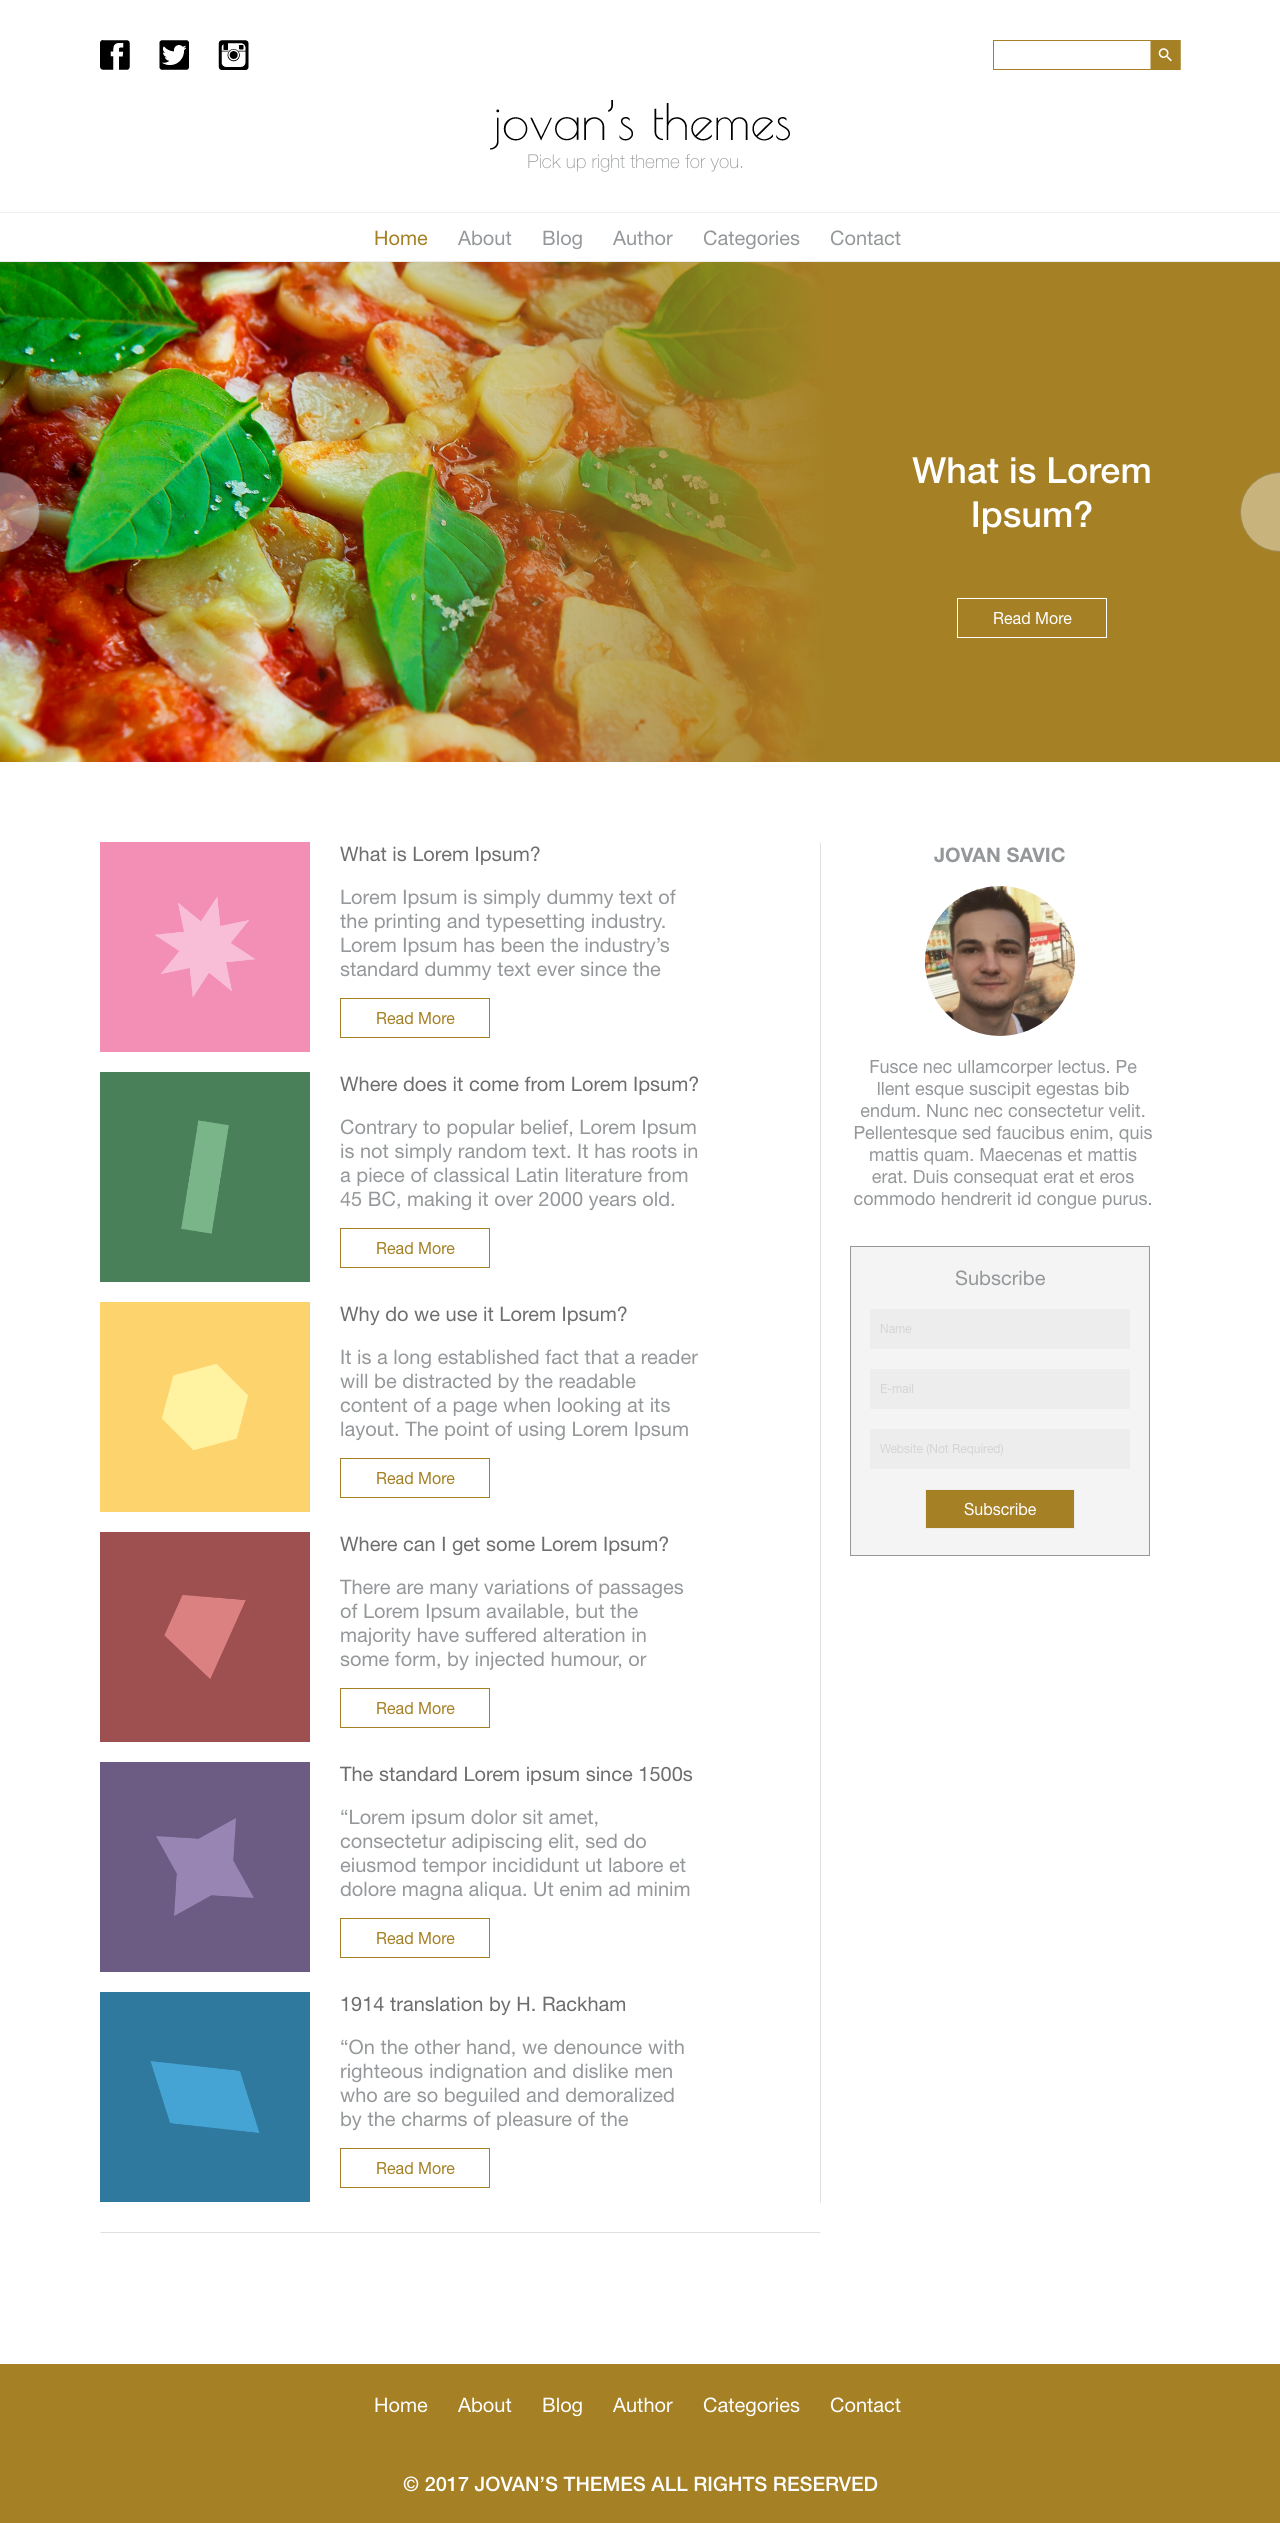 jovan’s themes
Pick up right theme for you.
Home About Blog Author Categories Contact
What is Lorem
Ipsum?
Read More
What is Lorem Ipsum?
Lorem Ipsum is simply dummy text of
the printing and typesetting industry.
Lorem Ipsum has been the industry’s
standard dummy text ever since the
Read More
Where does it come from Lorem Ipsum?
Contrary to popular belief, Lorem Ipsum
is not simply random text. It has roots in
a piece of classical Latin literature from
45 BC, making it over 2000 years old.
Read More
Why do we use it Lorem Ipsum?
It is a long established fact that a reader
will be distracted by the readable
content of a page when looking at its
layout. The point of using Lorem Ipsum
Read More
Where can I get some Lorem Ipsum?
There are many variations of passages
of Lorem Ipsum available, but the
majority have suffered alteration in
some form, by injected humour, or
Read More
The standard Lorem ipsum since 1500s
“Lorem ipsum dolor sit amet,
consectetur adipiscing elit, sed do
eiusmod tempor incididunt ut labore et
dolore magna aliqua. Ut enim ad minim
Read More
1914 translation by H. Rackham
“On the other hand, we denounce with
righteous indignation and dislike men
who are so beguiled and demoralized
by the charms of pleasure of the
Read More
JOVAN SAVIC
Fusce nec ullamcorper lectus. Pe
llent esque suscipit egestas bib
endum. Nunc nec consectetur velit.
Pellentesque sed faucibus enim, quis
mattis quam. Maecenas et mattis
erat. Duis consequat erat et eros
commodo hendrerit id congue purus.
Subscribe
Name
E-mail
Website (Not Required)
Subscribe
Home About Blog Author Categories Contact
© 2017 JOVAN’S THEMES ALL RIGHTS RESERVED